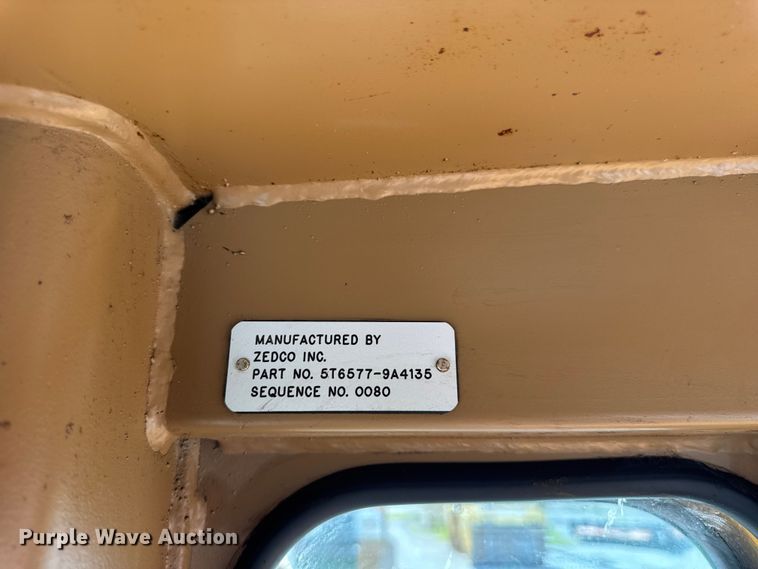 MANUFACTURED BY
ZEDCO INC.
PART NO. 5T6577-9A4135
SEQUENCE NO. 0080
Purple Wave Auction